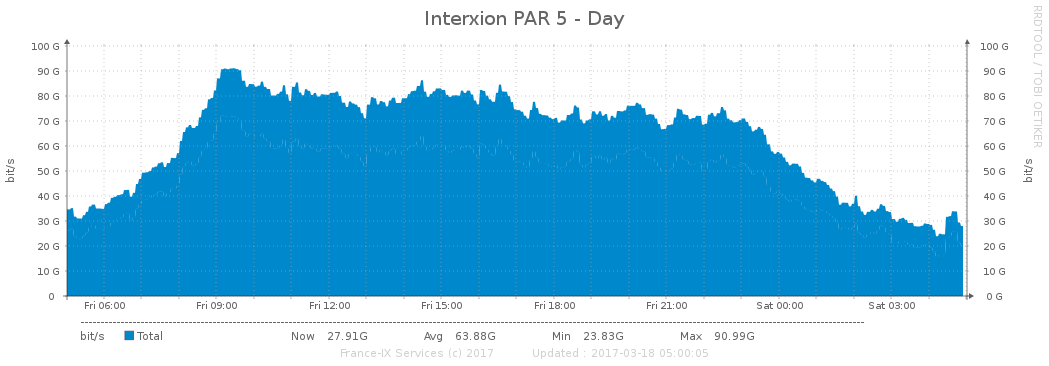 Interxion PAR 5 - Day
RRDTOOL / TOBI OETIKER
bit/s
100 G
90 G
80 G
70 G
60 G
50 G
40 G
30 G
20 G
10 G
0
100 G
90 G
80 G
70 G
60 G
50 G
40 G
30 G
20 G
10 G
0 G
bit/s
Fri 06:00 Fri 09:00 Fri 12:00 Fri 15:00 Fri 18:00 Fri 21:00 Sat 00:00 Sat 03:00
bit/s Total Now 27.91G Avg 63.88G Min 23.83G Max 90.99G
France-IX Services (c) 2017 Updated : 2017-03-18 05:00:05